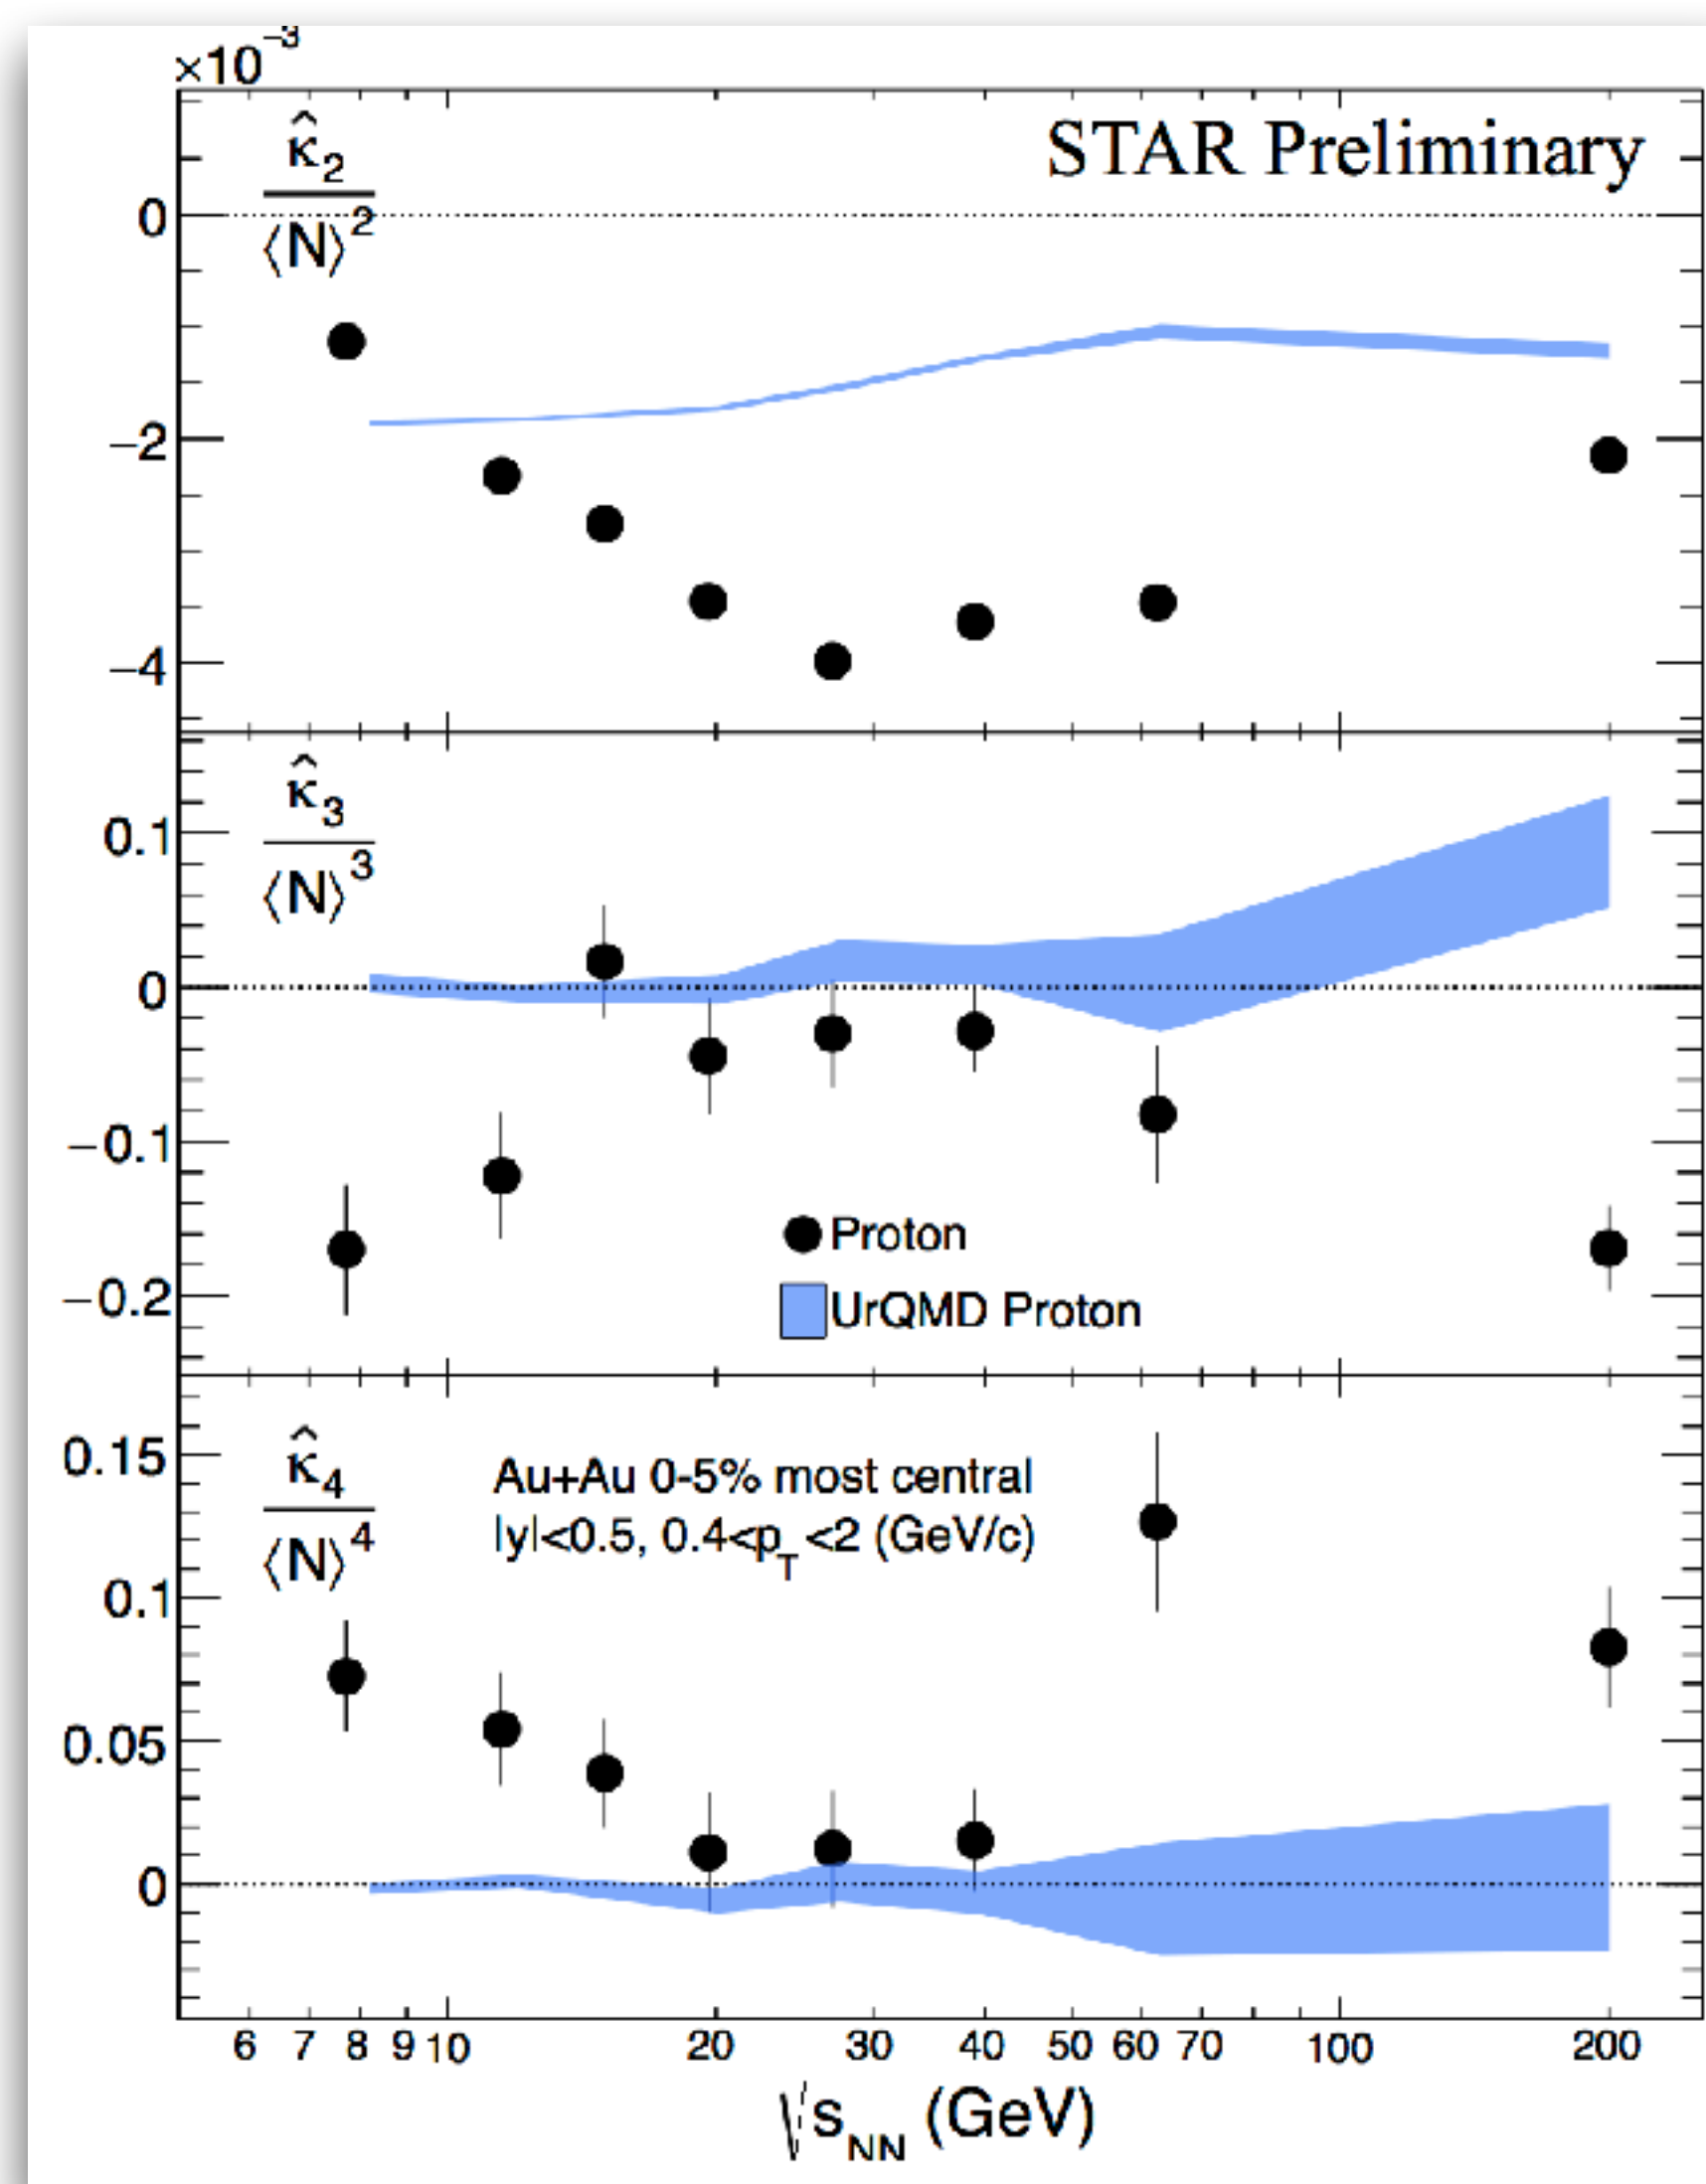 ×10⁻³
κ̂₂
⟨N⟩²
STAR Preliminary
0
−2
−4
κ̂₃
⟨N⟩³
0.1
0
−0.1
−0.2
Proton
UrQMD Proton
κ̂₄
⟨N⟩⁴
Au+Au 0-5% most central
|y|<0.5, 0.4<p_T<2 (GeV/c)
0.15
0.1
0.05
0
6 7 8 9 10 20 30 40 50 60 70 100 200
√s_NN (GeV)